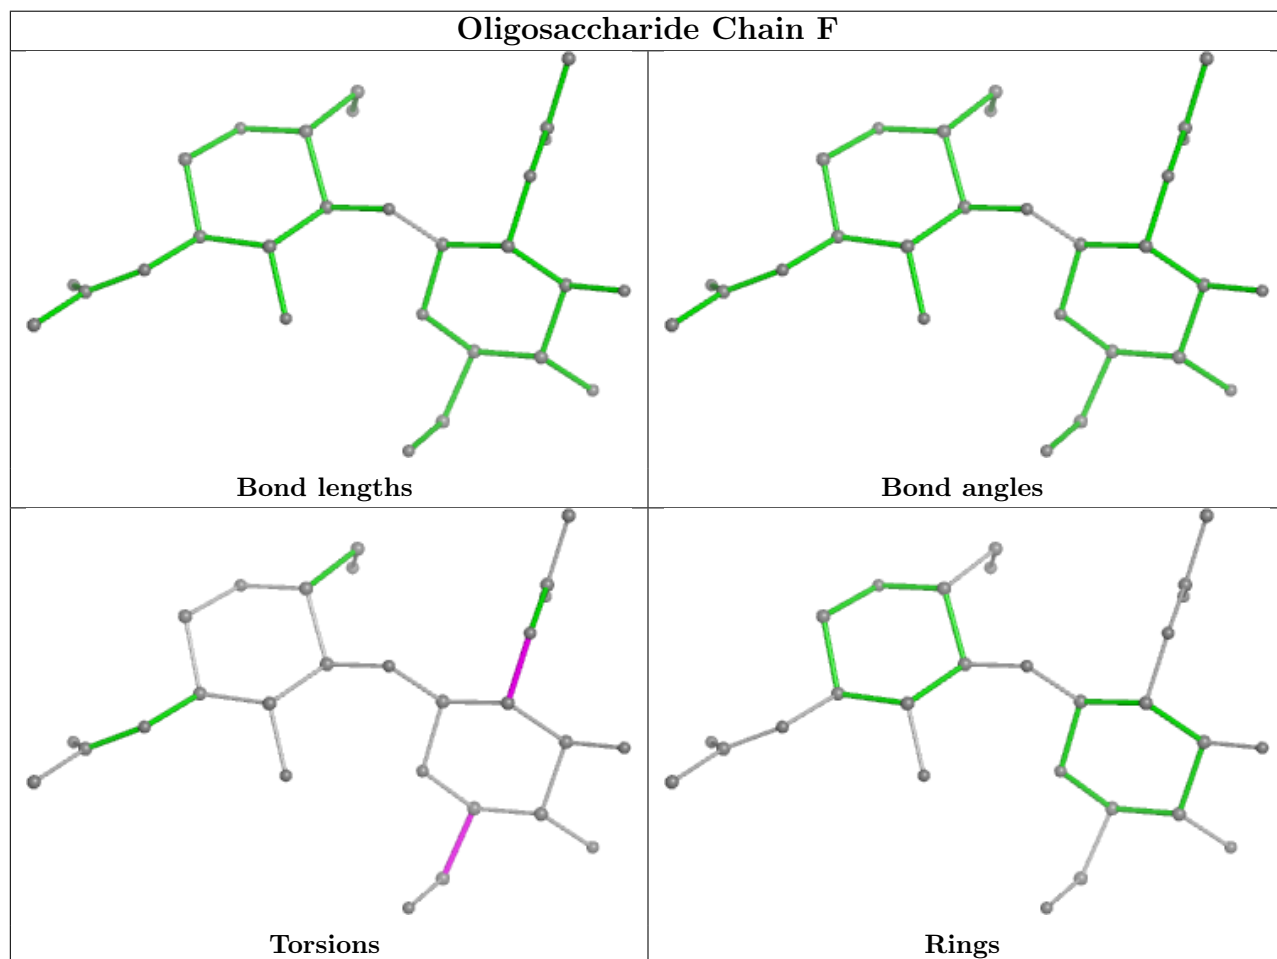 Oligosaccharide Chain F
Bond lengths
Bond angles
Torsions
Rings